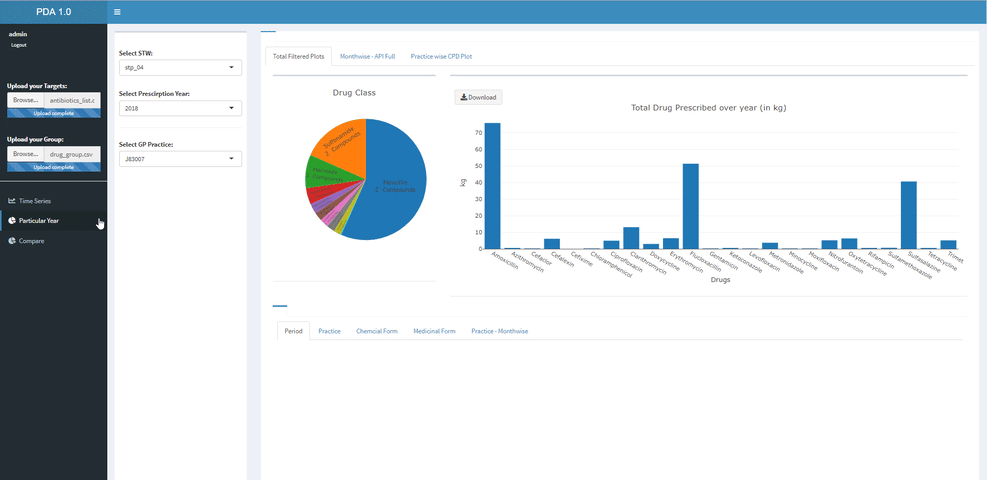 PDA 1.0
admin
Logout
Upload your Targets:
Browse... antibiotics_list.c
Upload complete
Upload your Group:
Browse... drug_group.csv
Upload complete
Time Series
Particular Year
Compare
Select STW:
stp_04
Select Presciption Year:
2018
Select GP Practice:
J83007
Total Filtered Plots Monthwise - API Full Practice wise CPD Plot
Drug Class
Sulfonamide
2 Compounds
Macrolide
Compounds
Penicillin
2 Compounds
Download
Total Drug Prescribed over year (in kg)
kg
70
60
50
40
30
20
10
0
Amoxicillin
Azithromycin
Cefaclor
Cefalexin
Cefixime
Chloramphenicol
Ciprofloxacin
Clarithromycin
Doxycycline
Erythromycin
Flucloxacillin
Gentamicin
Ketoconazole
Levofloxacin
Metronidazole
Minocycline
Moxifloxacin
Nitrofurantoin
Oxytetracycline
Rifampicin
Sulfamethoxazole
Sulfasalazine
Tetracycline
Trimet
Drugs
Period Practice Chemcial Form Medicinal Form Practice - Monthwise